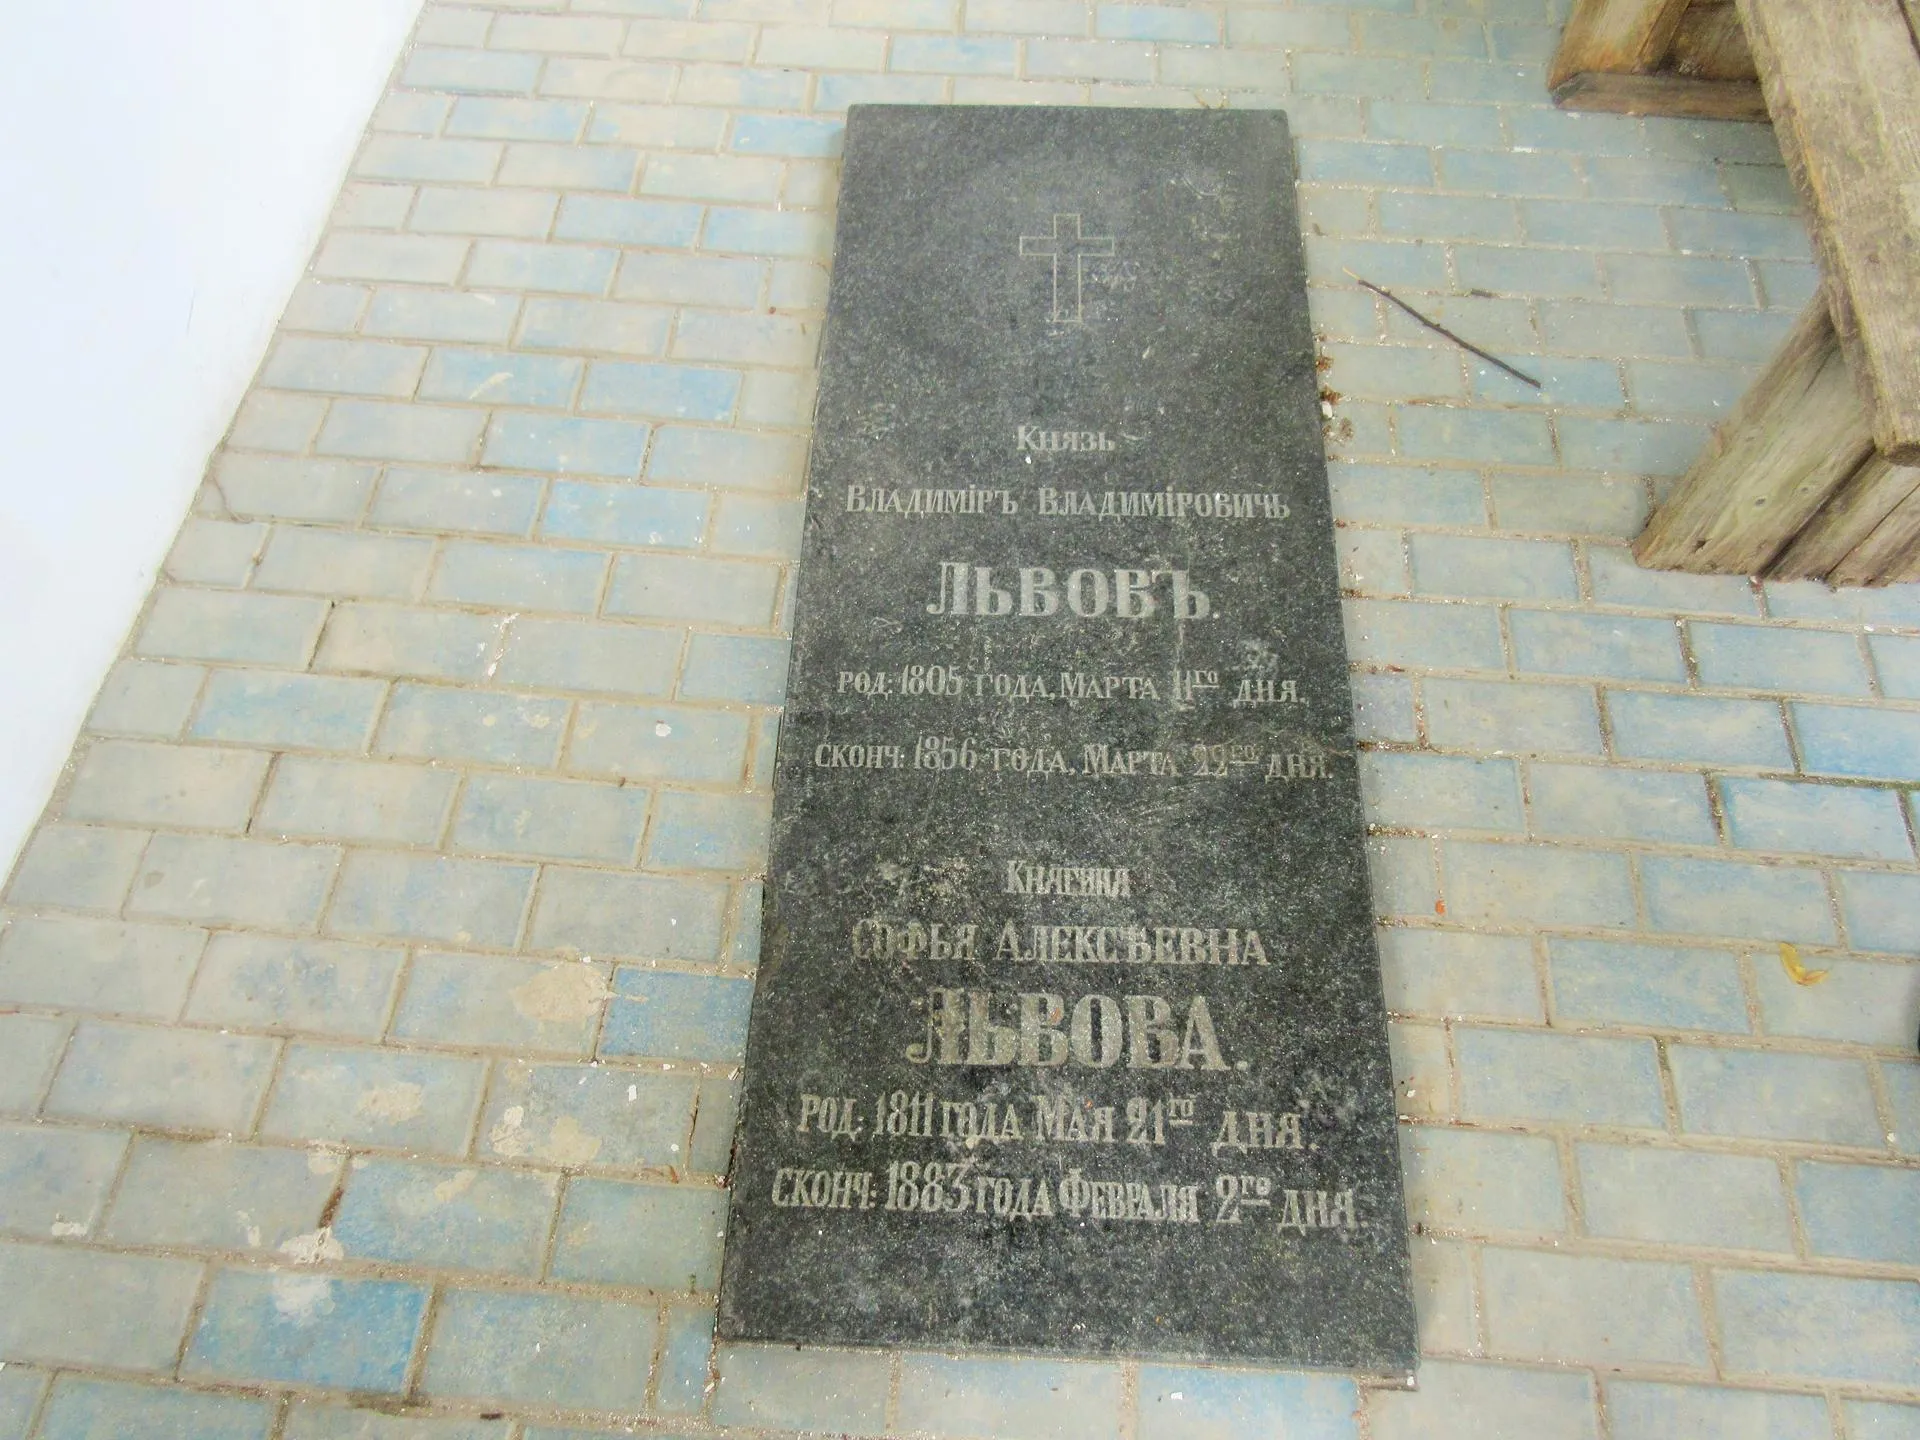 Князь
Владиміръ Владиміровичь
ЛЬВОВЪ.
род: 1805 года, Марта 11го дня.
сконч: 1856 года, Марта 22го дня.
Княгиня
Софья Алексѣевна
ЛЬВОВА.
род: 1811 года Мая 21го дня.
сконч: 1883 года Февраля 2го дня.